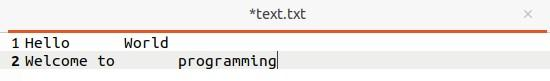 *text.txt ×
1 Hello      World
2 Welcome to       programming